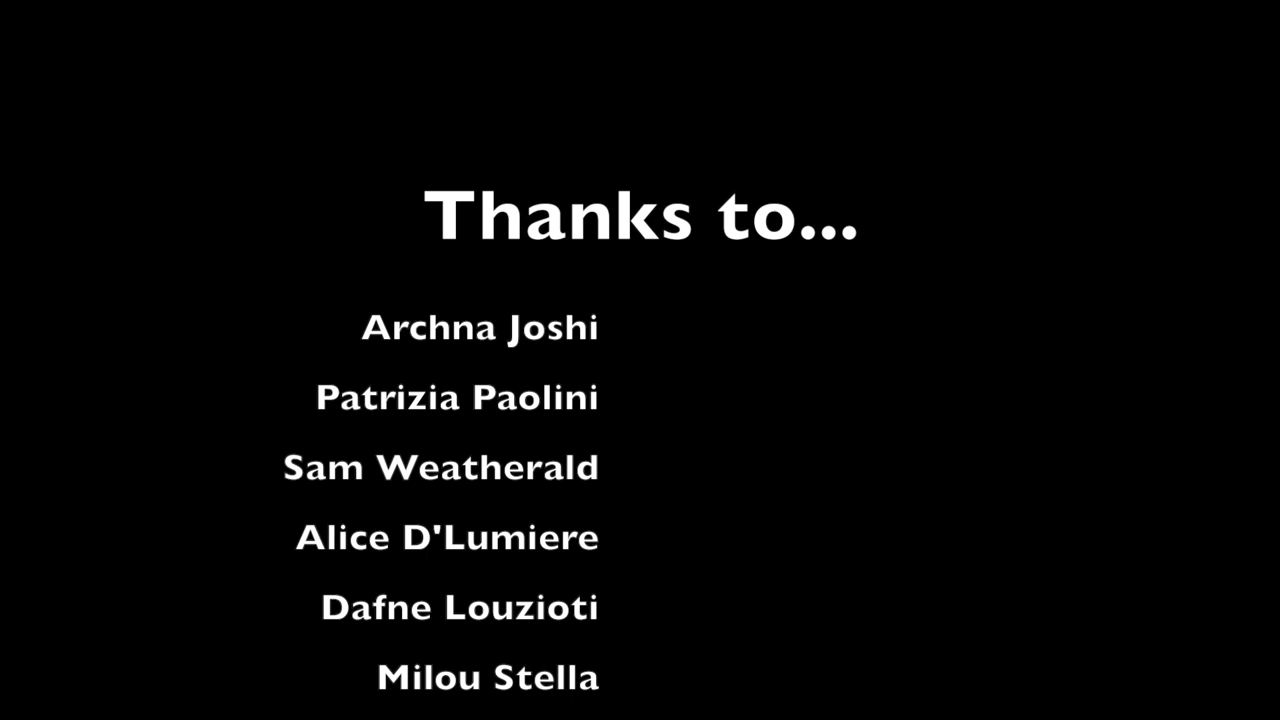 Thanks to...
Archna Joshi
Patrizia Paolini
Sam Weatherald
Alice D'Lumiere
Dafne Louzioti
Milou Stella